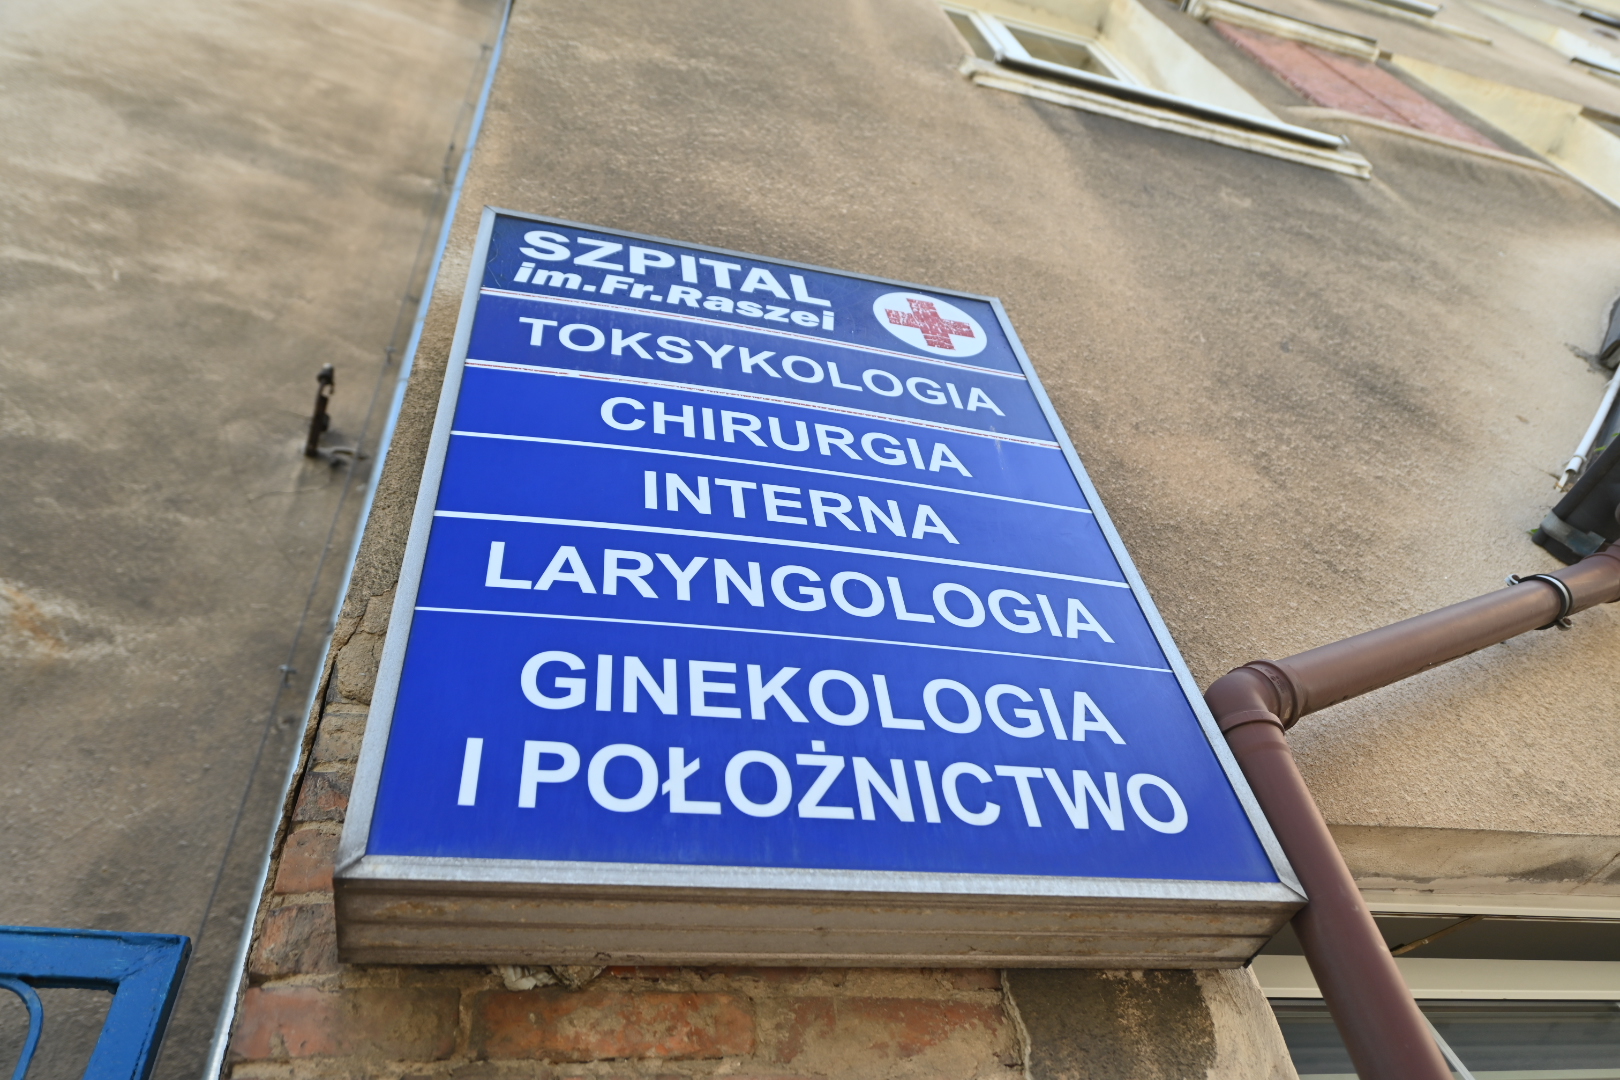 SZPITAL
im.Fr.Raszei
TOKSYKOLOGIA
CHIRURGIA
INTERNA
LARYNGOLOGIA
GINEKOLOGIA
I POŁOŻNICTWO